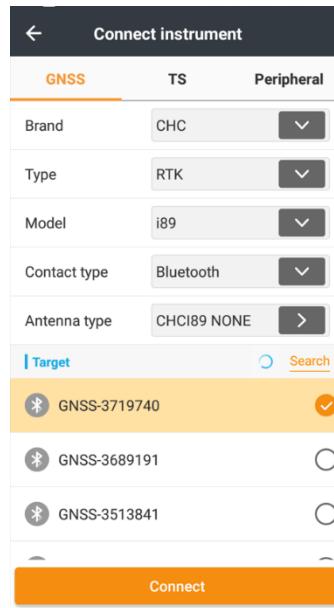 Connect instrument
GNSS TS Peripheral
Brand CHC
Type RTK
Model i89
Contact type Bluetooth
Antenna type CHCI89 NONE
Target Search
GNSS-3719740
GNSS-3689191
GNSS-3513841
Connect